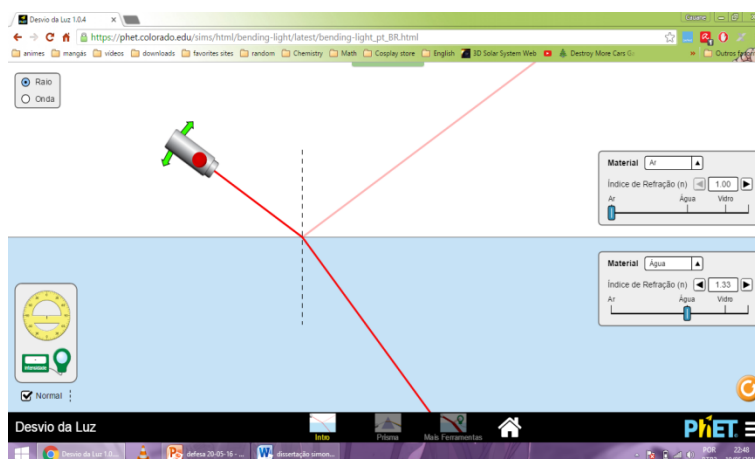 Desvio da Luz 1.0.4
https://phet.colorado.edu/sims/html/bending-light/latest/bending-light_pt_BR.html
animes mangás vídeos downloads favorites sites random Chemistry Math Cosplay store English 3D Solar System Web Destroy More Cars Outros
Raio
Onda
Material Ar
Índice de Refração (n) 1.00
Ar Água Vidro
Material Água
Índice de Refração (n) 1.33
Ar Água Vidro
Intensidade
Normal
Desvio da Luz
Intro Prisma Mais Ferramentas PhET
Desvio da Luz 1.0... defesa 20-05-16 - ... dissertação simon... POR 22:48